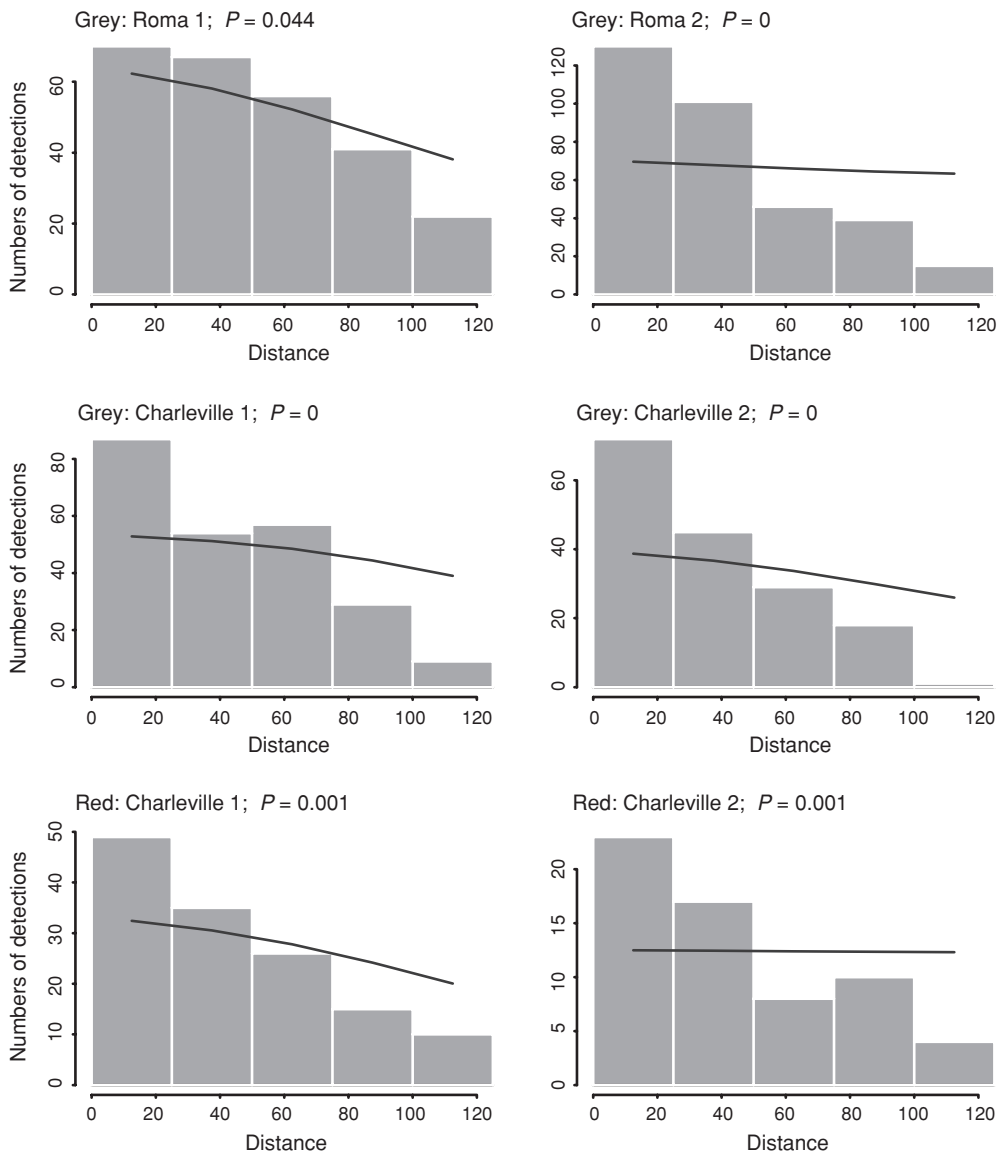 Grey: Roma 1; P = 0.044
Numbers of detections
60
40
20
0
0 20 40 60 80 100 120
Distance
Grey: Roma 2; P = 0
120
100
80
60
40
20
0
0 20 40 60 80 100 120
Distance
Grey: Charleville 1; P = 0
Numbers of detections
80
60
40
20
0
0 20 40 60 80 100 120
Distance
Grey: Charleville 2; P = 0
60
40
20
0
0 20 40 60 80 100 120
Distance
Red: Charleville 1; P = 0.001
Numbers of detections
50
40
30
20
10
0
0 20 40 60 80 100 120
Distance
Red: Charleville 2; P = 0.001
20
15
10
5
0
0 20 40 60 80 100 120
Distance